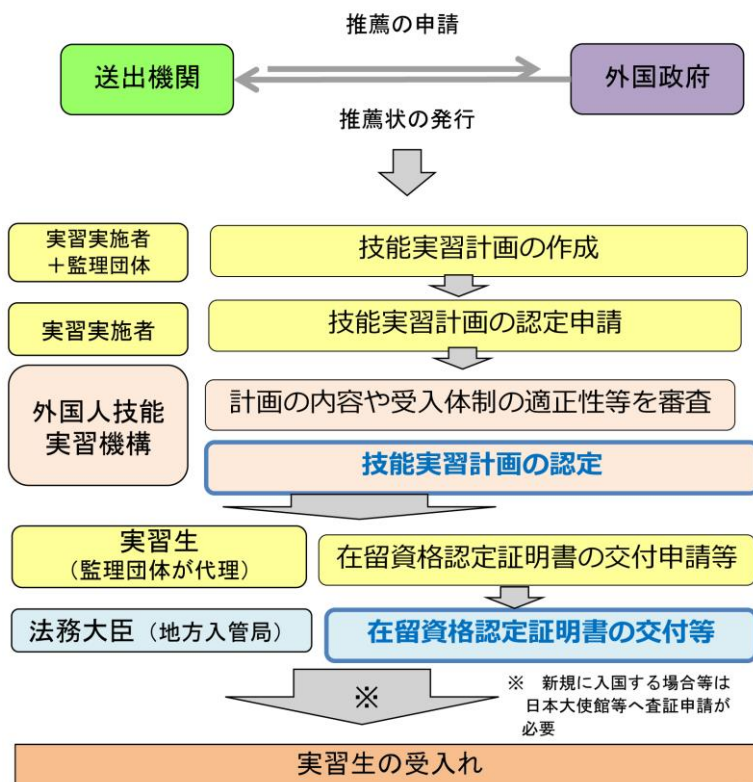 推薦の申請
送出機関
外国政府
推薦状の発行
実習実施者
+監理団体
技能実習計画の作成
実習実施者
技能実習計画の認定申請
外国人技能
実習機構
計画の内容や受入体制の適正性等を審査
技能実習計画の認定
実習生
(監理団体が代理)
在留資格認定証明書の交付申請等
法務大臣(地方入管局)
在留資格認定証明書の交付等
※
※ 新規に入国する場合等は
日本大使館等へ査証申請が
必要
実習生の受入れ